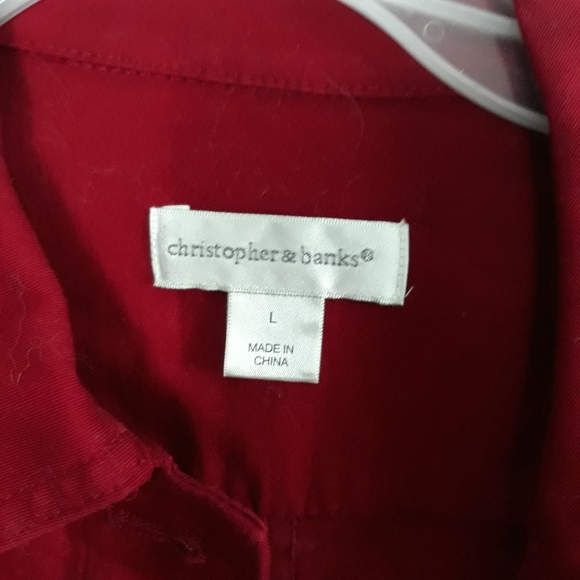 christopher & banks®
L
MADE IN
CHINA